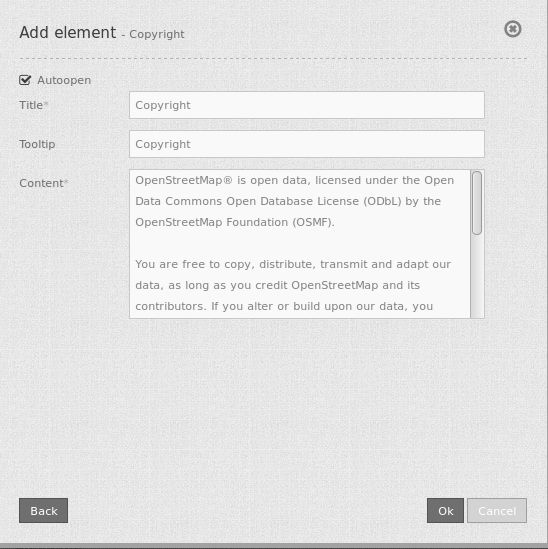 Add element - Copyright
Autoopen
Title* Copyright
Tooltip Copyright
Content* OpenStreetMap® is open data, licensed under the Open
Data Commons Open Database License (ODbL) by the
OpenStreetMap Foundation (OSMF).
You are free to copy, distribute, transmit and adapt our
data, as long as you credit OpenStreetMap and its
contributors. If you alter or build upon our data, you
Back Ok Cancel